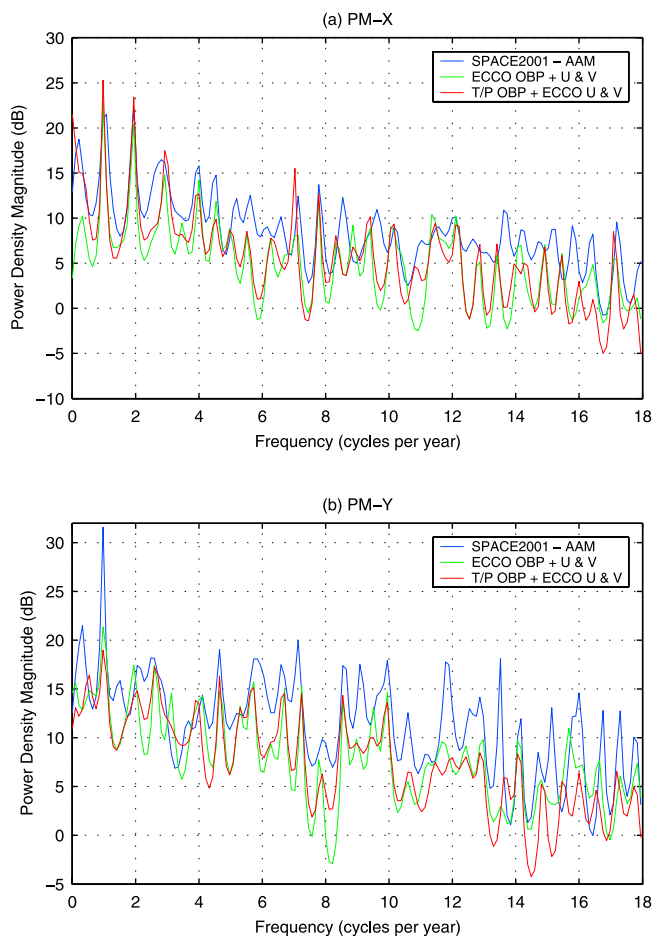 (a) PM−X
Power Density Magnitude (dB)
30
25
20
15
10
5
0
−5
−10
SPACE2001 − AAM
ECCO OBP + U & V
T/P OBP + ECCO U & V
0 2 4 6 8 10 12 14 16 18
Frequency (cycles per year)
(b) PM−Y
Power Density Magnitude (dB)
30
25
20
15
10
5
0
−5
SPACE2001 − AAM
ECCO OBP + U & V
T/P OBP + ECCO U & V
0 2 4 6 8 10 12 14 16 18
Frequency (cycles per year)